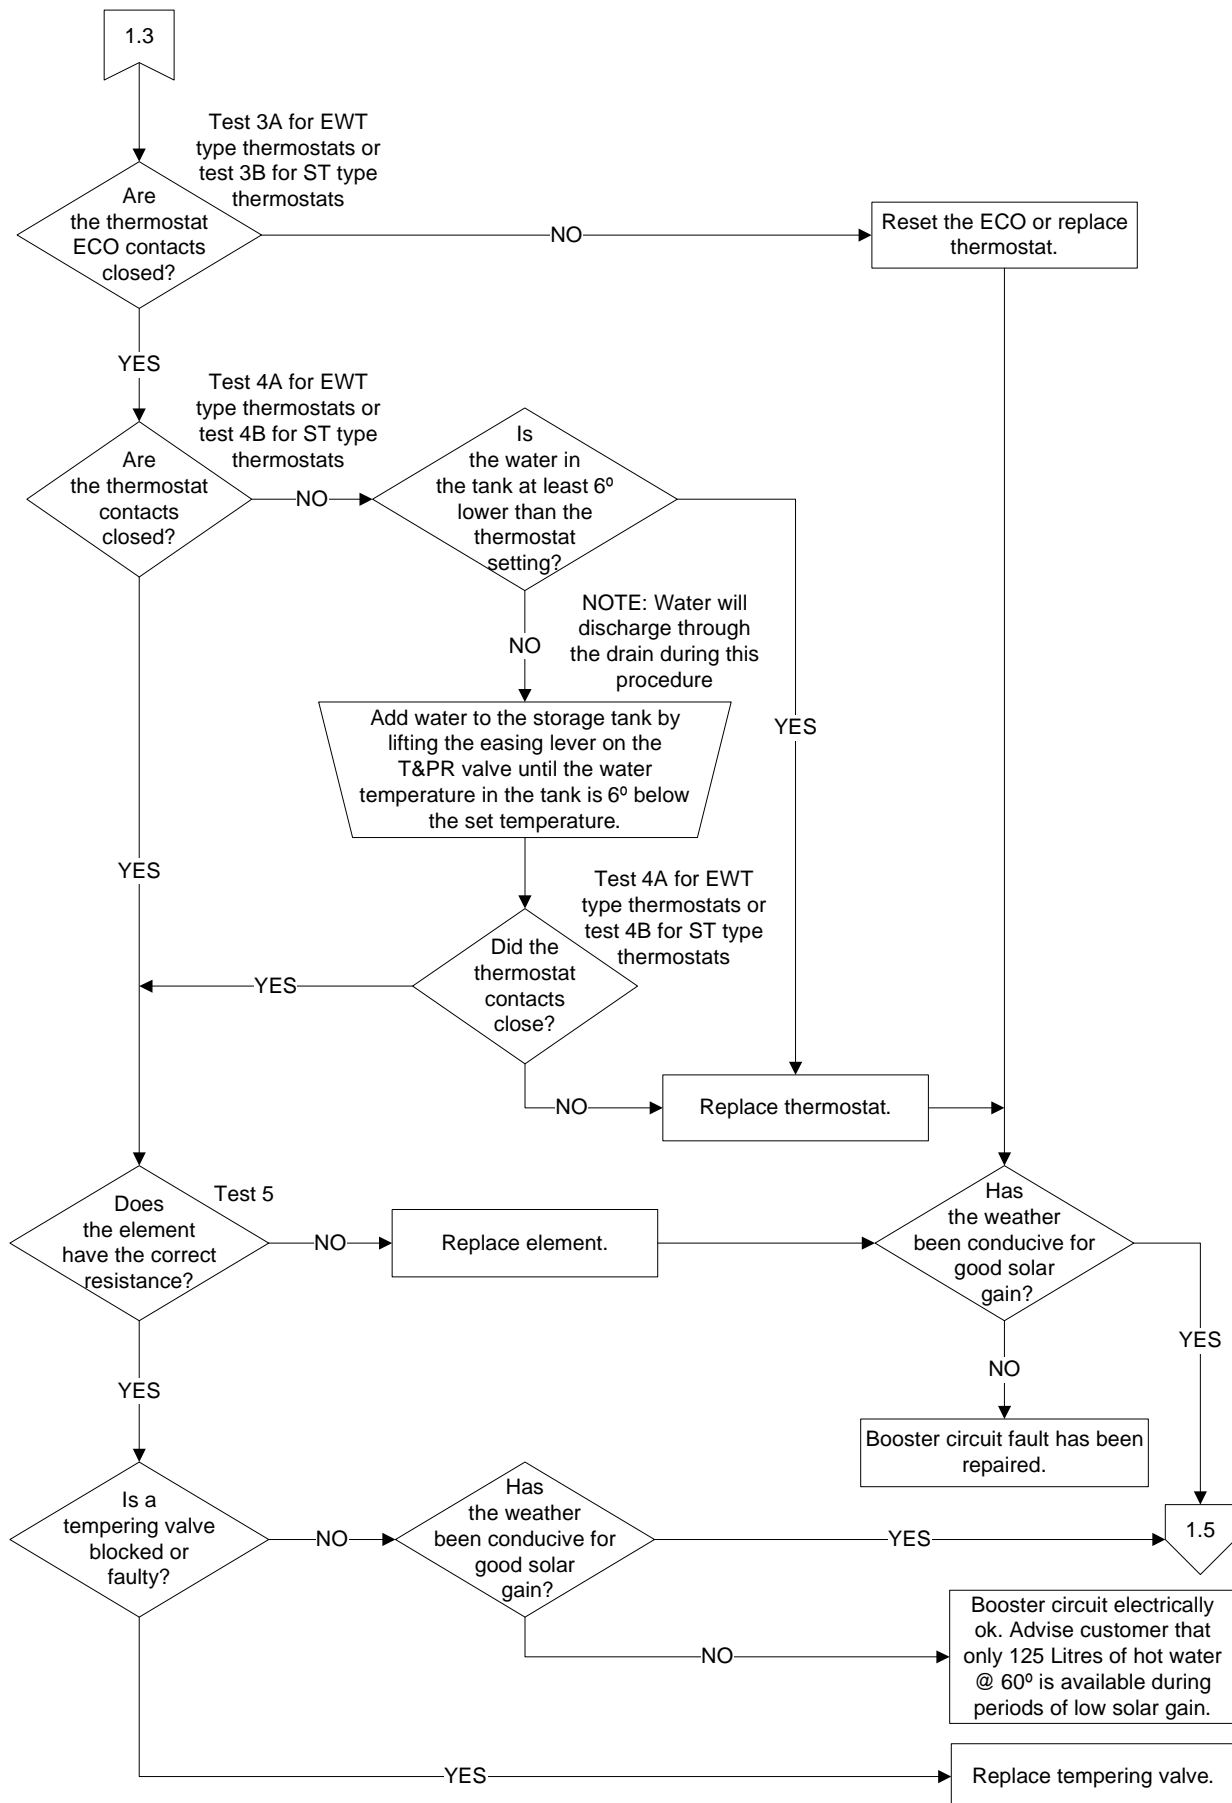 1.3
Test 3A for EWT
type thermostats or
test 3B for ST type
thermostats
Are
the thermostat
ECO contacts
closed?
NO
Reset the ECO or replace
thermostat.
YES
Test 4A for EWT
type thermostats or
test 4B for ST type
thermostats
Are
the thermostat
contacts
closed?
NO
Is
the water in
the tank at least 6º
lower than the
thermostat
setting?
NO
NOTE: Water will
discharge through
the drain during this
procedure
YES
Add water to the storage tank by
lifting the easing lever on the
T&PR valve until the water
temperature in the tank is 6º below
the set temperature.
YES
Test 4A for EWT
type thermostats or
test 4B for ST type
thermostats
Did the
thermostat
contacts
close?
YES
NO
Replace thermostat.
Test 5
Does
the element
have the correct
resistance?
NO
Replace element.
Has
the weather
been conducive for
good solar
gain?
YES
NO
YES
Booster circuit fault has been
repaired.
Is a
tempering valve
blocked or
faulty?
NO
Has
the weather
been conducive for
good solar
gain?
YES
1.5
NO
Booster circuit electrically
ok. Advise customer that
only 125 Litres of hot water
@ 60º is available during
periods of low solar gain.
YES
Replace tempering valve.